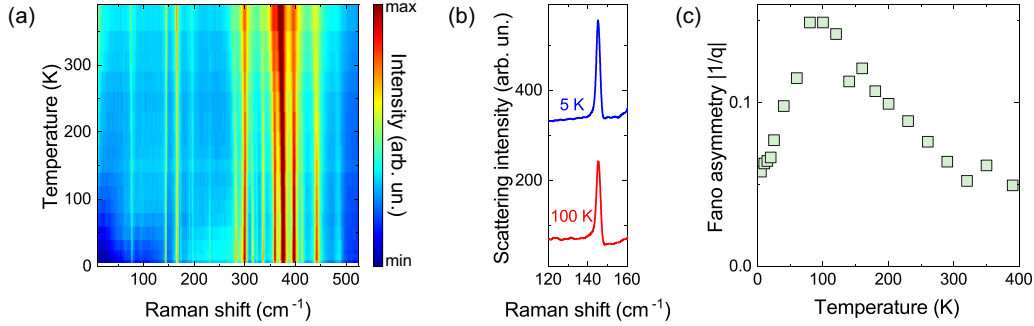 (a)
Temperature (K)
300
200
100
0
100 200 300 400 500
Raman shift (cm⁻¹)
max
min
Intensity (arb. un.)
(b)
Scattering intensity (arb. un.)
400
200
5 K
100 K
120 140 160
Raman shift (cm⁻¹)
(c)
Fano asymmetry |1/q|
0.1
0.0
0 100 200 300 400
Temperature (K)